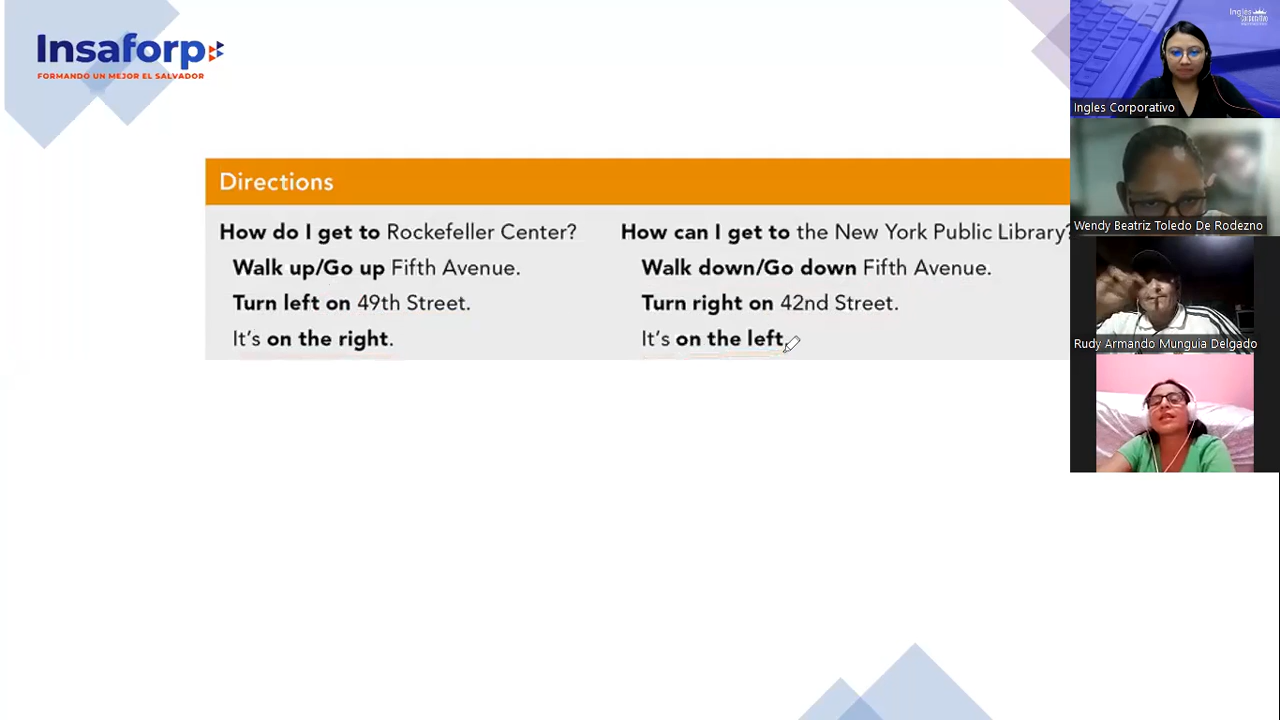 Insaforp
FORMANDO UN MEJOR EL SALVADOR
Directions
How do I get to Rockefeller Center?
Walk up/Go up Fifth Avenue.
Turn left on 49th Street.
It's on the right.
How can I get to the New York Public Library?
Walk down/Go down Fifth Avenue.
Turn right on 42nd Street.
It's on the left.
Ingles Corporativo
Wendy Beatriz Toledo De Rodezno
Rudy Armando Munguia Delgado